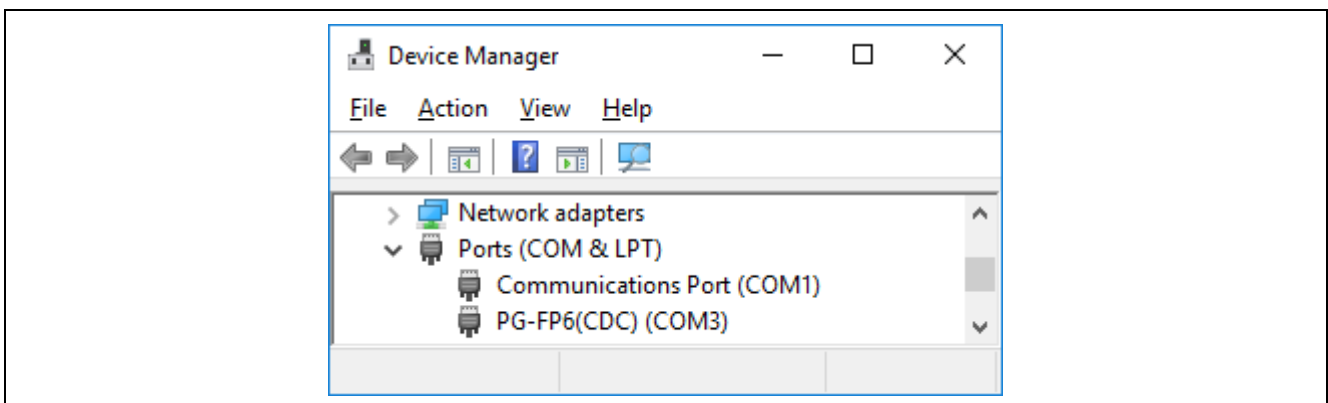 Device Manager
File Action View Help
Network adapters
Ports (COM & LPT)
Communications Port (COM1)
PG-FP6(CDC) (COM3)